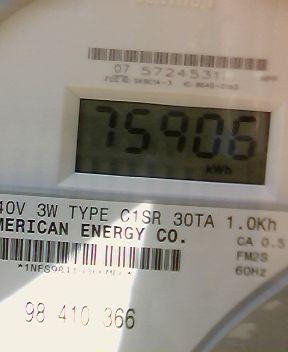 07 5724531
75906
kWh
40V 3W TYPE C1SR 30TA 1.0Kh
MERICAN ENERGY CO.
CA 0.5
FM2S
60Hz
98 410 366